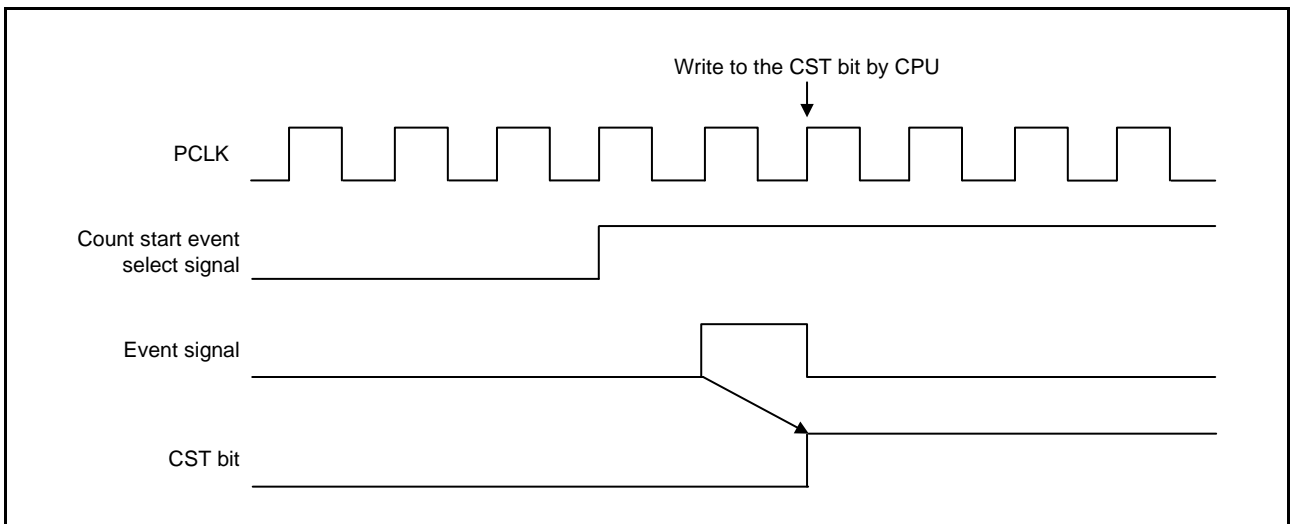 Write to the CST bit by CPU
PCLK
Count start event
select signal
Event signal
CST bit